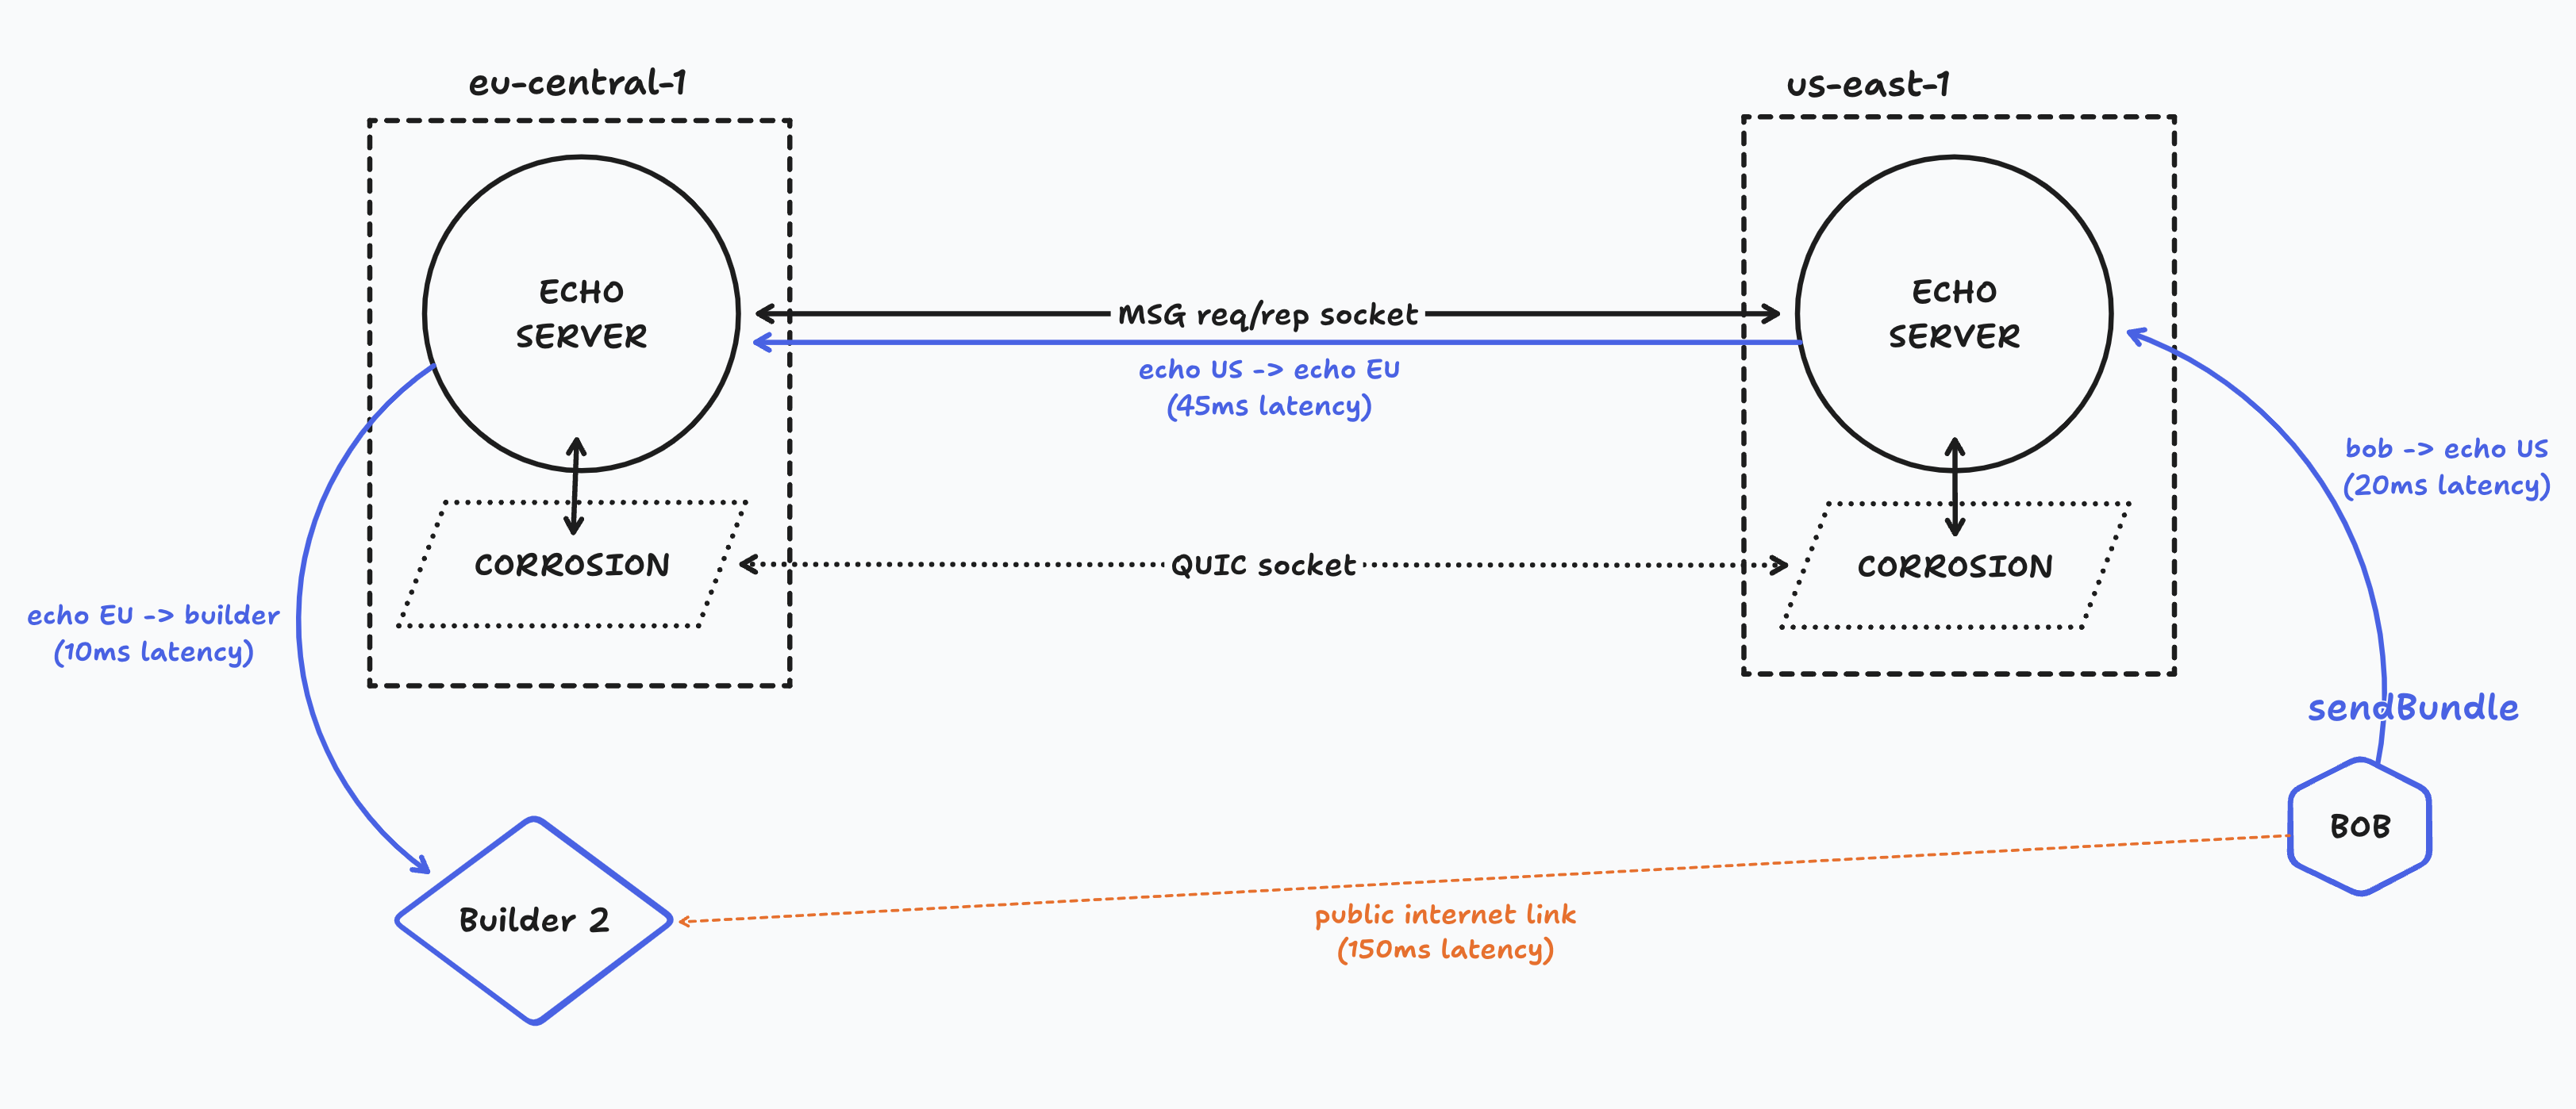 eu-central-1
us-east-1
ECHO
SERVER
ECHO
SERVER
MSG req/rep socket
echo US -> echo EU
(45ms latency)
bob -> echo US
(20ms latency)
CORROSION
QUIC socket
CORROSION
echo EU -> builder
(10ms latency)
sendBundle
BOB
Builder 2
public internet link
(150ms latency)